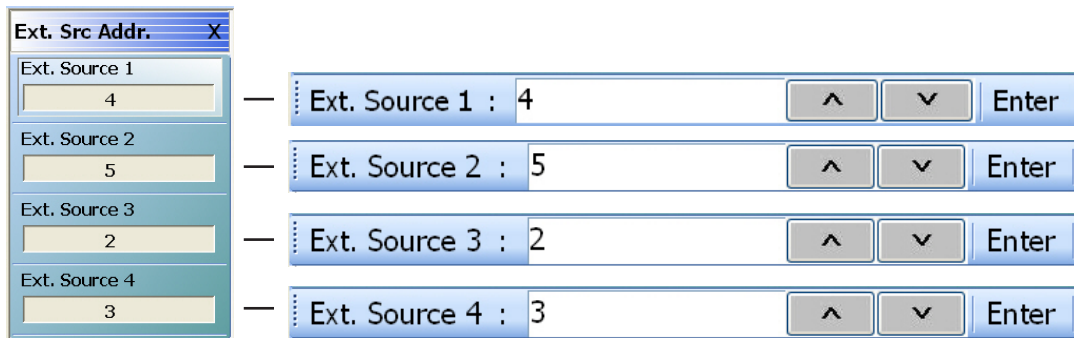 Ext. Src Addr. X
Ext. Source 1
4
Ext. Source 2
5
Ext. Source 3
2
Ext. Source 4
3
Ext. Source 1 : 4 Enter
Ext. Source 2 : 5 Enter
Ext. Source 3 : 2 Enter
Ext. Source 4 : 3 Enter